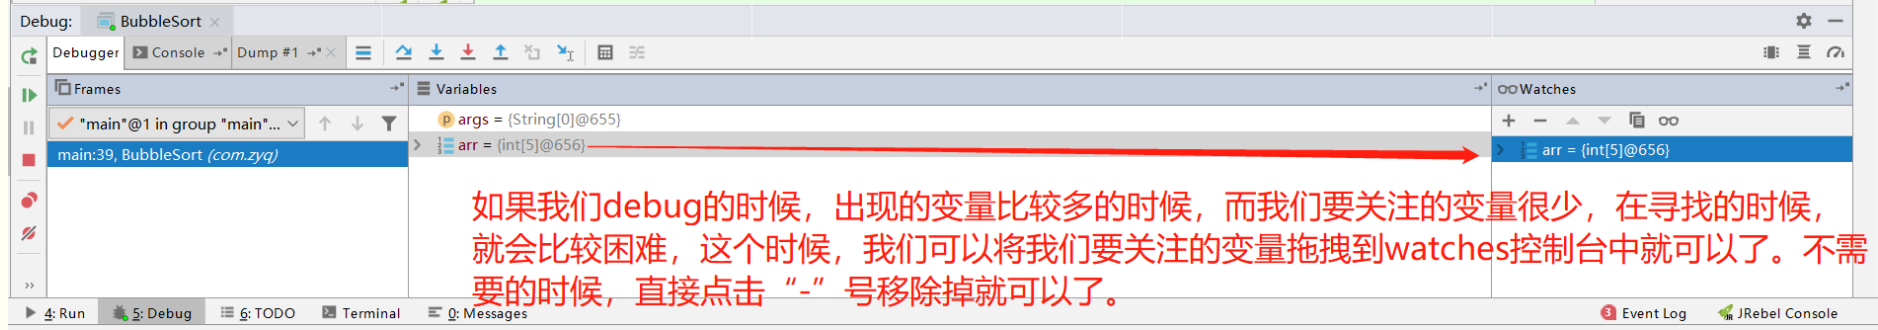 Debug: BubbleSort
Debugger Console Dump #1
Frames Variables Watches
"main"@1 in group "main"... p args = {String[0]@655}
main:39, BubbleSort (com.zyq) arr = {int[5]@656} arr = {int[5]@656}
如果我们debug的时候，出现的变量比较多的时候，而我们要关注的变量很少，在寻找的时候，
就会比较困难，这个时候，我们可以将我们要关注的变量拖拽到watches控制台中就可以了。不需
要的时候，直接点击“-”号移除掉就可以了。
4: Run 5: Debug 6: TODO Terminal 0: Messages 3 Event Log JRebel Console